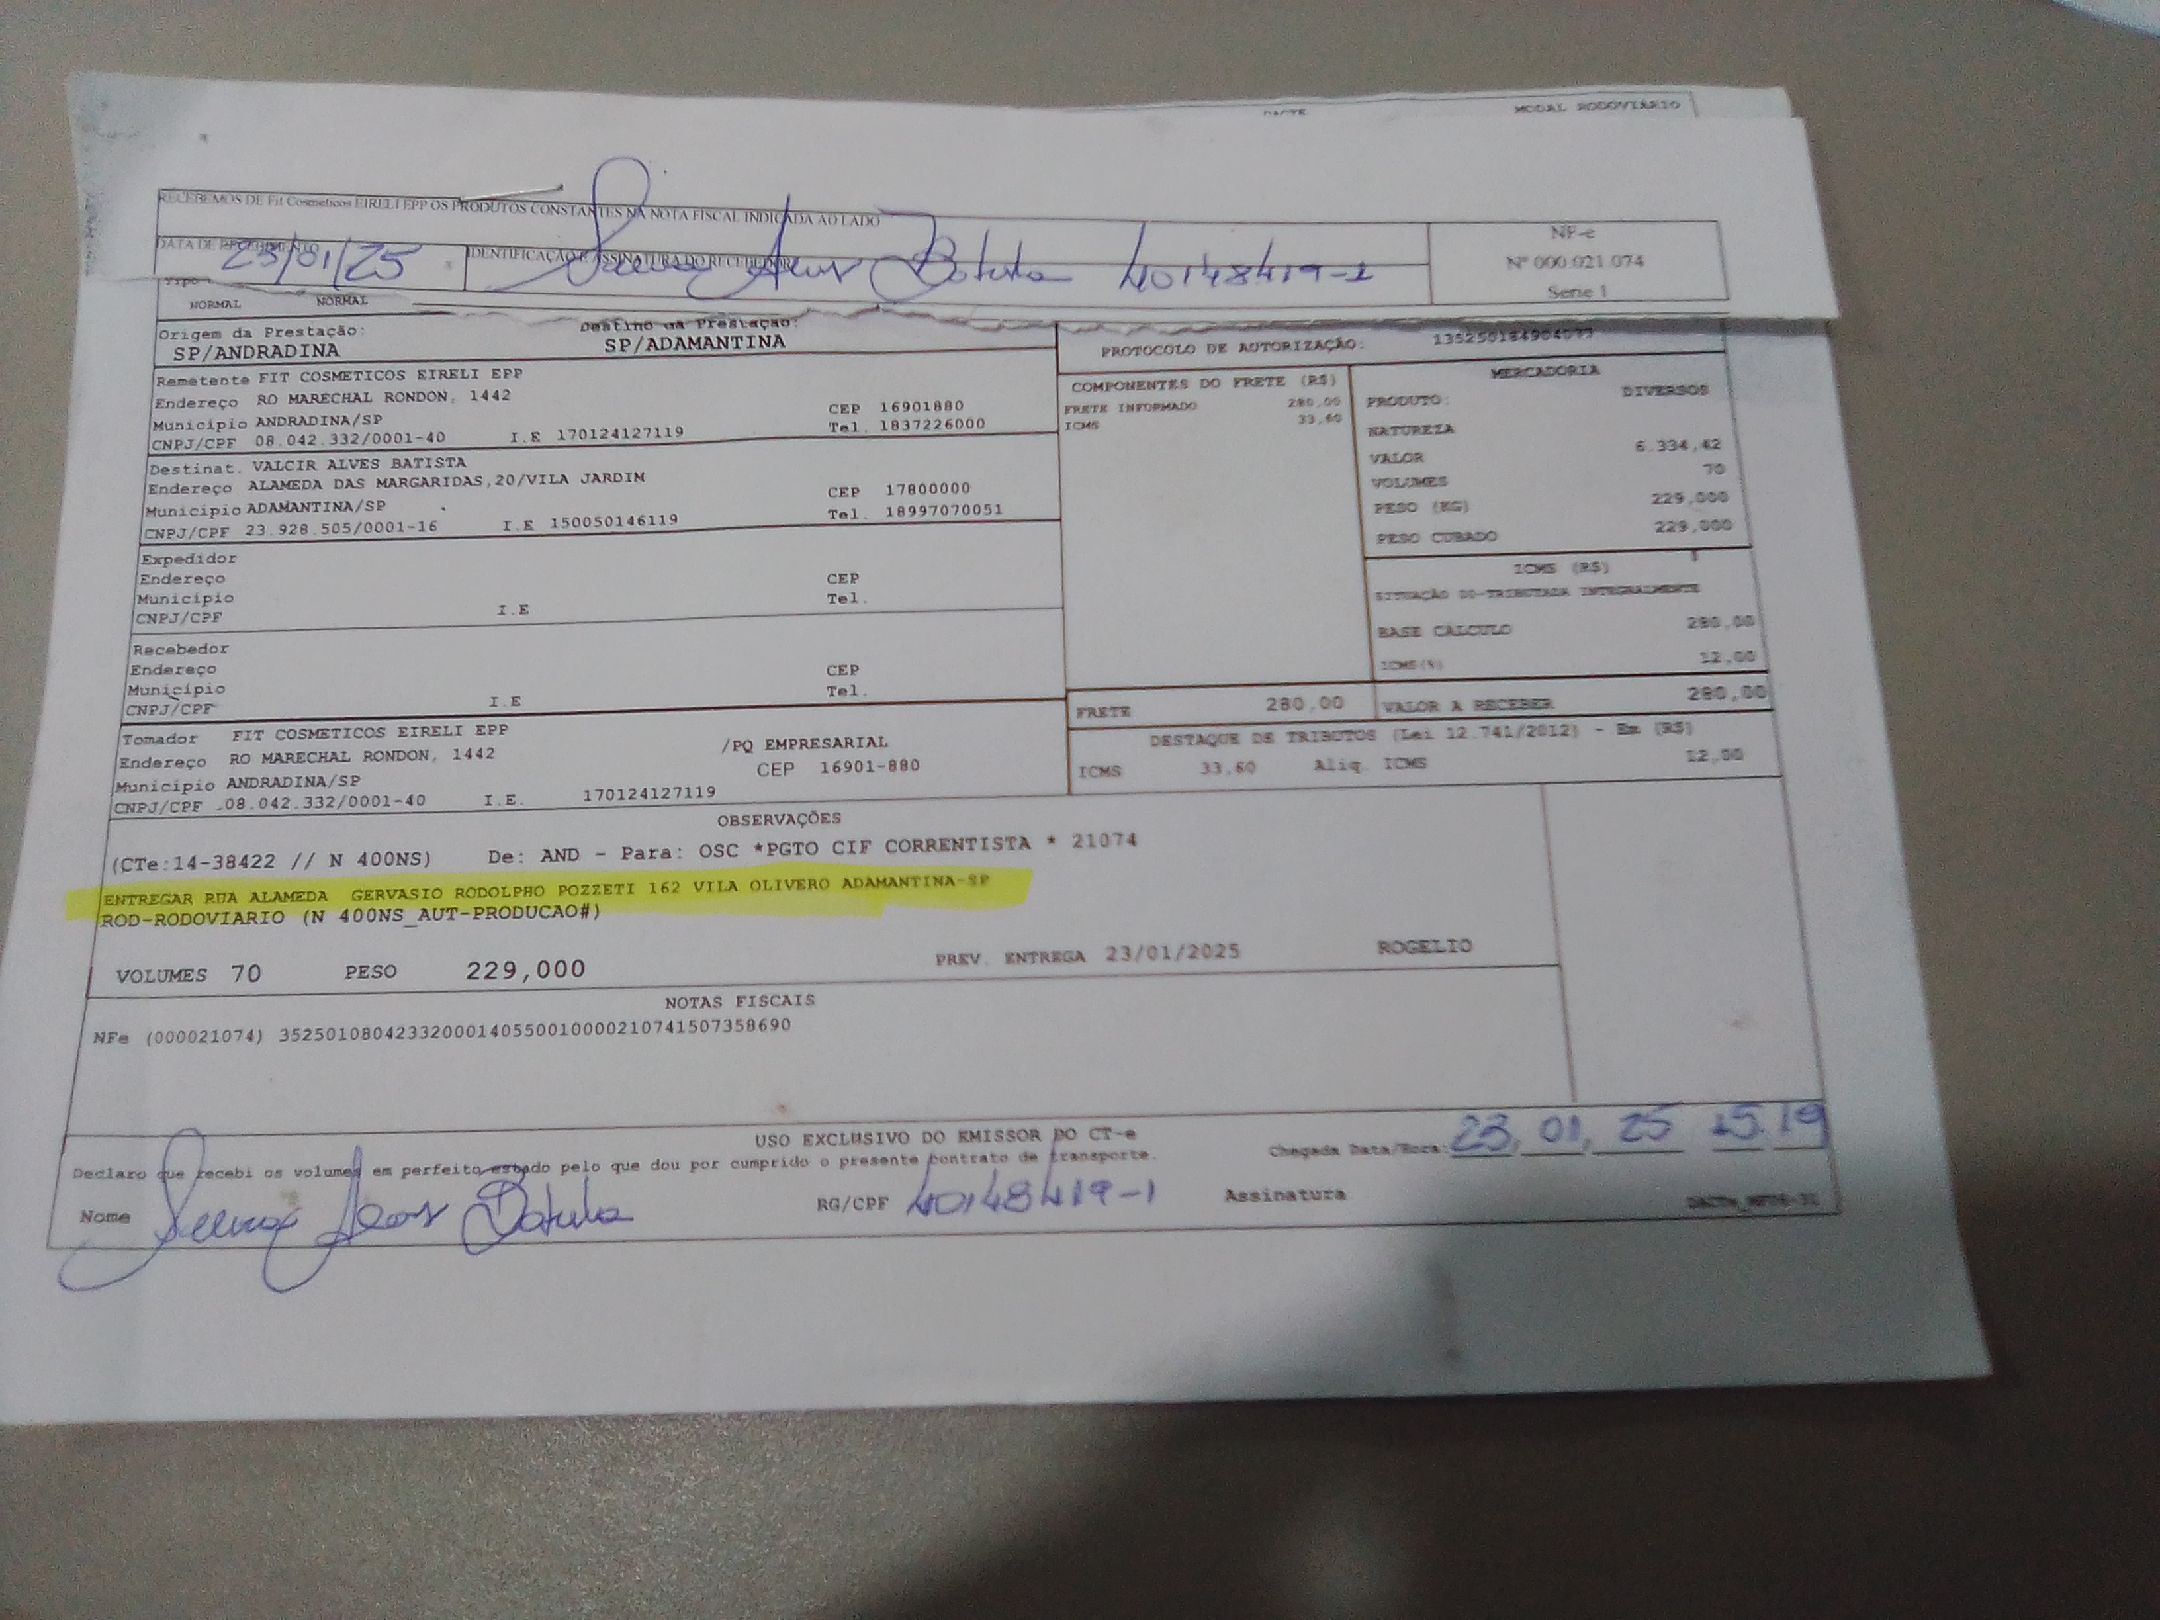 MODAL RODOVIÁRIO
RECEBEMOS DE Fit Cosmeticos EIRELI EPP OS PRODUTOS CONSTANTES NA NOTA FISCAL INDICADA AO LADO
DATA DE RECEBIMENTO
23/01/25
IDENTIFICAÇÃO E ASSINATURA DO RECEBEDOR
Batista 40148419-1
NF-e
Nº 000.021.074
Serie 1
NORMAL NORMAL
Origem da Prestação: Destino da Prestação:
SP/ANDRADINA SP/ADAMANTINA
PROTOCOLO DE AUTORIZAÇÃO:
Remetente FIT COSMETICOS EIRELI EPP
Endereço RO MARECHAL RONDON, 1442 CEP 16901880
Município ANDRADINA/SP Tel. 1837226000
CNPJ/CPF 08.042.332/0001-40 I.E 170124127119
Destinat. VALCIR ALVES BATISTA
Endereço ALAMEDA DAS MARGARIDAS,20/VILA JARDIM CEP 17800000
Município ADAMANTINA/SP Tel. 18997070051
CNPJ/CPF 23.928.505/0001-16 I.E 150050146119
Expedidor
Endereço CEP
Município Tel.
CNPJ/CPF I.E
Recebedor
Endereço CEP
Município Tel.
CNPJ/CPF I.E
Tomador FIT COSMETICOS EIRELI EPP
Endereço RO MARECHAL RONDON, 1442 /PQ EMPRESARIAL
Município ANDRADINA/SP CEP 16901-880
CNPJ/CPF 08.042.332/0001-40 I.E. 170124127119
COMPONENTES DO FRETE (R$)
FRETE INFORMADO 280,00
ICMS 33,60
MERCADORIA
PRODUTO: DIVERSOS
NATUREZA
VALOR 6.334,42
VOLUMES 70
PESO (KG) 229,000
PESO CUBADO 229,000
ICMS (R$)
SITUAÇÃO 00-TRIBUTADA INTEGRALMENTE
BASE CALCULO 280,00
ICMS(%) 12,00
FRETE 280,00 VALOR A RECEBER 280,00
DESTAQUE DE TRIBUTOS (Lei 12.741/2012) - Em (R$)
ICMS 33,60 Aliq. ICMS 12,00
OBSERVAÇÕES
(CTe:14-38422 // N 400NS) De: AND - Para: OSC *PGTO CIF CORRENTISTA * 21074
ENTREGAR RUA ALAMEDA GERVASIO RODOLPHO POZZETI 162 VILA OLIVERO ADAMANTINA-SP
ROD-RODOVIARIO (N 400NS_AUT-PRODUCAO#)
VOLUMES 70 PESO 229,000 PREV. ENTREGA 23/01/2025 ROGELIO
NOTAS FISCAIS
NFe (000021074) 35250108042332000140550010000210741507358690
USO EXCLUSIVO DO EMISSOR DO CT-e
Declaro que recebi os volumes em perfeito estado pelo que dou por cumprido o presente contrato de transporte.
Chegada Data/Hora: 23, 01, 25 15.19
Nome Batista RG/CPF 40148419-1 Assinatura